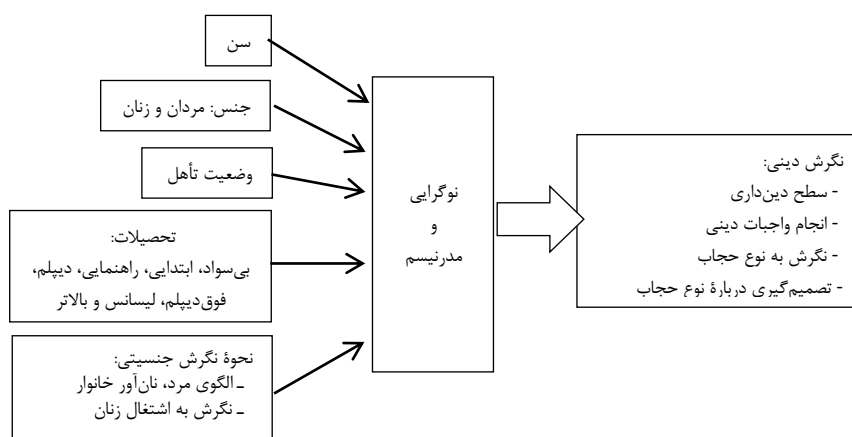 سن
جنس: مردان و زنان
وضعیت تأهل
تحصیلات:
بی‌سواد، ابتدایی، راهنمایی، دیپلم،
فوق‌دیپلم، لیسانس و بالاتر
نحوۀ نگرش جنسیتی:
ـ الگوی مرد، نان‌آور خانوار
ـ نگرش به اشتغال زنان
نوگرایی
و
مدرنیسم
نگرش دینی:
- سطح دین‌داری
- انجام واجبات دینی
- نگرش به نوع حجاب
- تصمیم‌گیری دربارۀ نوع حجاب